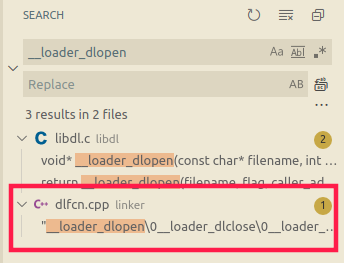 SEARCH
__loader_dlopen
Aa Abl .*
Replace
AB
3 results in 2 files
libdl.c libdl
2
void* __loader_dlopen(const char* filename, int ...
return __loader_dlopen(filename, flag, caller_ad...
dlfcn.cpp linker
1
"__loader_dlopen\0__loader_dlclose\0__loader_...